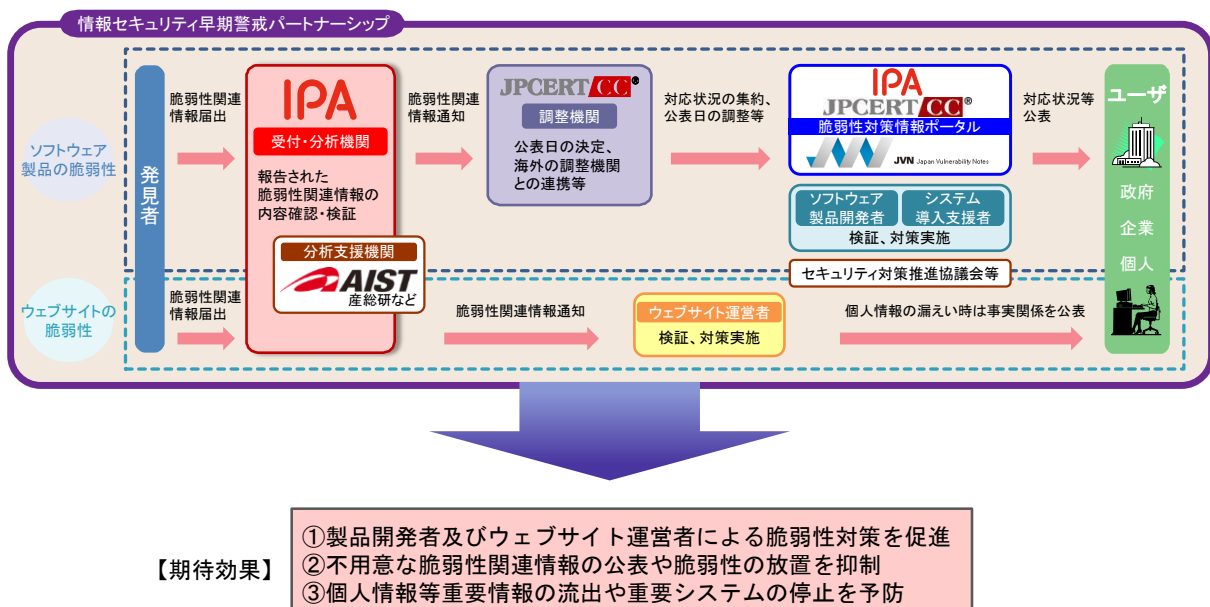 情報セキュリティ早期警戒パートナーシップ
ソフトウェア
製品の脆弱性
発見者
脆弱性関連
情報届出
IPA
受付・分析機関
報告された
脆弱性関連情報の
内容確認・検証
分析支援機関
AIST
産総研など
脆弱性関連
情報通知
JPCERT CC®
調整機関
公表日の決定、
海外の調整機関
との連携等
対応状況の集約、
公表日の調整等
IPA
JPCERT CC®
脆弱性対策情報ポータル
JVN Japan Vulnerability Notes
ソフトウェア
製品開発者
システム
導入支援者
検証、対策実施
セキュリティ対策推進協議会等
対応状況等
公表
ユーザ
政府
企業
個人
ウェブサイトの
脆弱性
脆弱性関連
情報届出
脆弱性関連情報通知
ウェブサイト運営者
検証、対策実施
個人情報の漏えい時は事実関係を公表
【期待効果】
①製品開発者及びウェブサイト運営者による脆弱性対策を促進
②不用意な脆弱性関連情報の公表や脆弱性の放置を抑制
③個人情報等重要情報の流出や重要システムの停止を予防